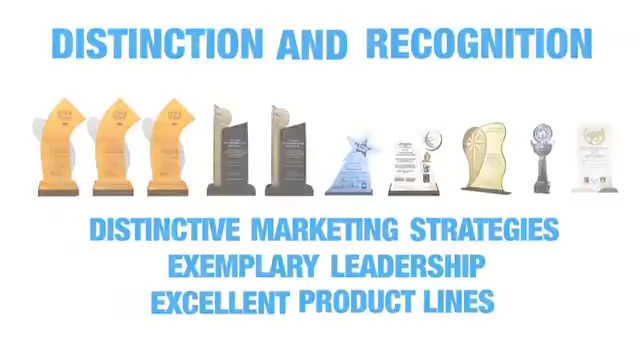 DISTINCTION AND RECOGNITION
DISTINCTIVE MARKETING STRATEGIES
EXEMPLARY LEADERSHIP
EXCELLENT PRODUCT LINES